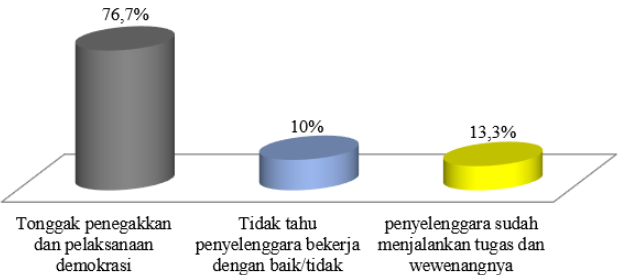 76,7%
10%
13,3%
Tonggak penegakkan
dan pelaksanaan
demokrasi
Tidak tahu
penyelenggara bekerja
dengan baik/tidak
penyelenggara sudah
menjalankan tugas dan
wewenangnya